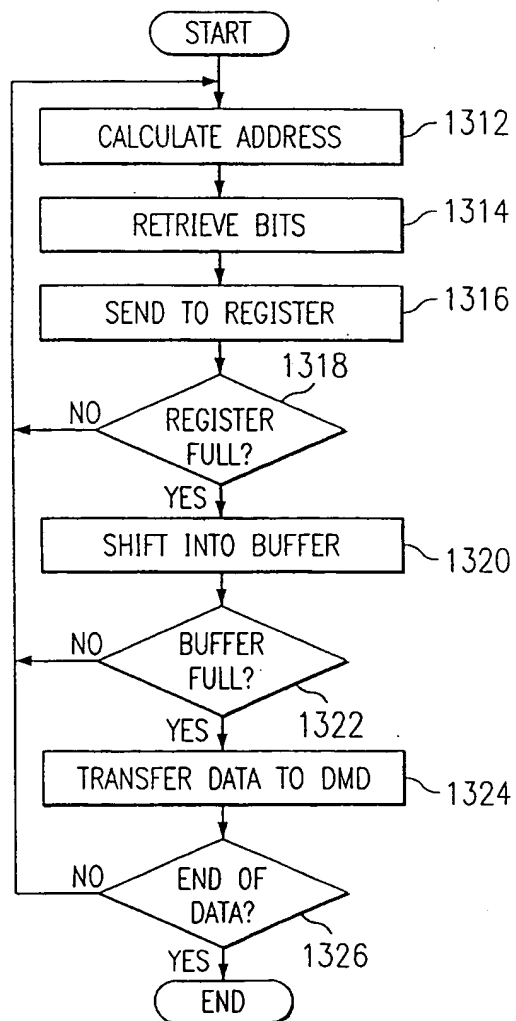 START
CALCULATE ADDRESS
1312
RETRIEVE BITS
1314
SEND TO REGISTER
1316
1318
NO
REGISTER
FULL?
YES
SHIFT INTO BUFFER
1320
NO
BUFFER
FULL?
1322
YES
TRANSFER DATA TO DMD
1324
NO
END OF
DATA?
1326
YES
END